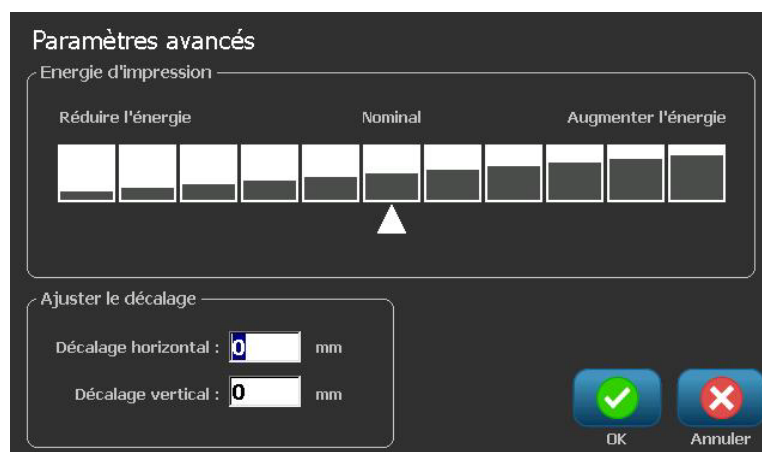 Paramètres avancés
Energie d'impression
Réduire l'énergie Nominal Augmenter l'énergie
Ajuster le décalage
Décalage horizontal : 0 mm
Décalage vertical : 0 mm
OK Annuler